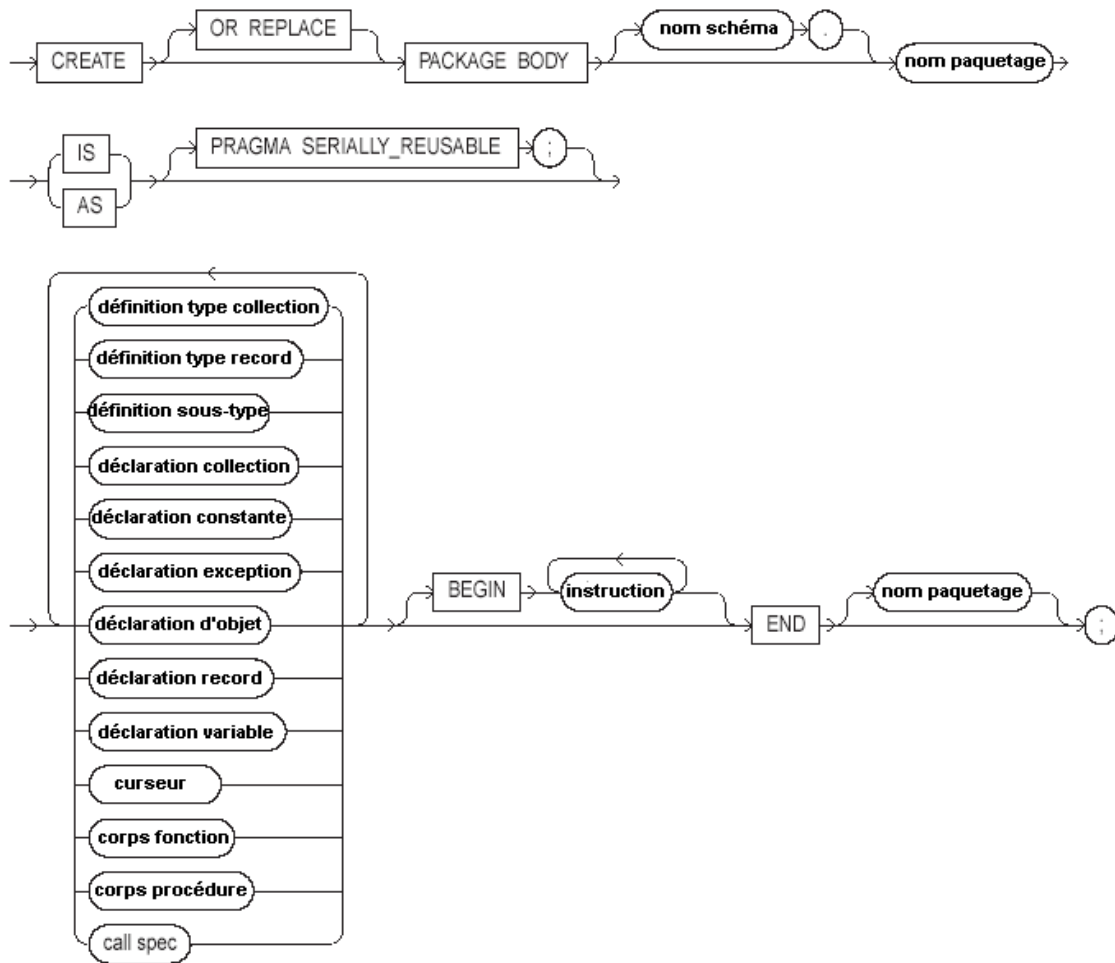 CREATE OR REPLACE PACKAGE BODY nom schéma . nom paquetage
IS
AS
PRAGMA SERIALLY_REUSABLE ;
définition type collection
définition type record
définition sous-type
déclaration collection
déclaration constante
déclaration exception
déclaration d'objet
déclaration record
déclaration variable
curseur
corps fonction
corps procédure
call spec
BEGIN instruction END nom paquetage ;